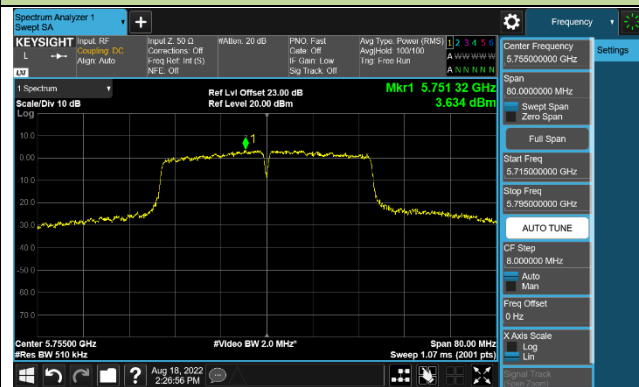 Spectrum Analyzer 1
Swept SA
Frequency
KEYSIGHT
Input: RF
Coupling: DC
Align: Auto
Input Z: 50 Ω
Corrections: Off
Freq Ref: Int (S)
NFE: Off
#Atten: 20 dB
PNO: Fast
Gate: Off
IF Gain: Low
Sig Track: Off
Avg Type: Power (RMS)
Avg|Hold: 100/100
Trig: Free Run
1 2 3 4 5 6
A W W W W W
A N N N N N
L
LXI
1 Spectrum
Scale/Div 10 dB
Log
Ref Lvl Offset 23.00 dB
Ref Level 20.00 dBm
Mkr1 5.751 32 GHz
3.634 dBm
1
10.0
0.00
-10.0
-20.0
-30.0
-40.0
-50.0
-60.0
-70.0
Center 5.75500 GHz
#Res BW 510 kHz
#Video BW 2.0 MHz*
Span 80.00 MHz
Sweep 1.07 ms (2001 pts)
Aug 18, 2022
2:26:56 PM
Center Frequency
5.755000000 GHz
Settings
Span
80.0000000 MHz
Swept Span
Zero Span
Full Span
Start Freq
5.715000000 GHz
Stop Freq
5.795000000 GHz
AUTO TUNE
CF Step
8.000000 MHz
Auto
Man
Freq Offset
0 Hz
X Axis Scale
Log
Lin
Signal Track
(Span Zoom)